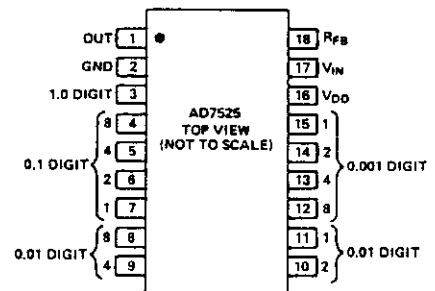 OUT 1
GND 2
1.0 DIGIT 3
8 4
4 5
0.1 DIGIT
2 6
1 7
8 8
0.01 DIGIT
4 9
AD7525
TOP VIEW
(NOT TO SCALE)
18 RFB
17 VIN
16 VDD
15 1
14 2
0.001 DIGIT
13 4
12 8
11 1
0.01 DIGIT
10 2